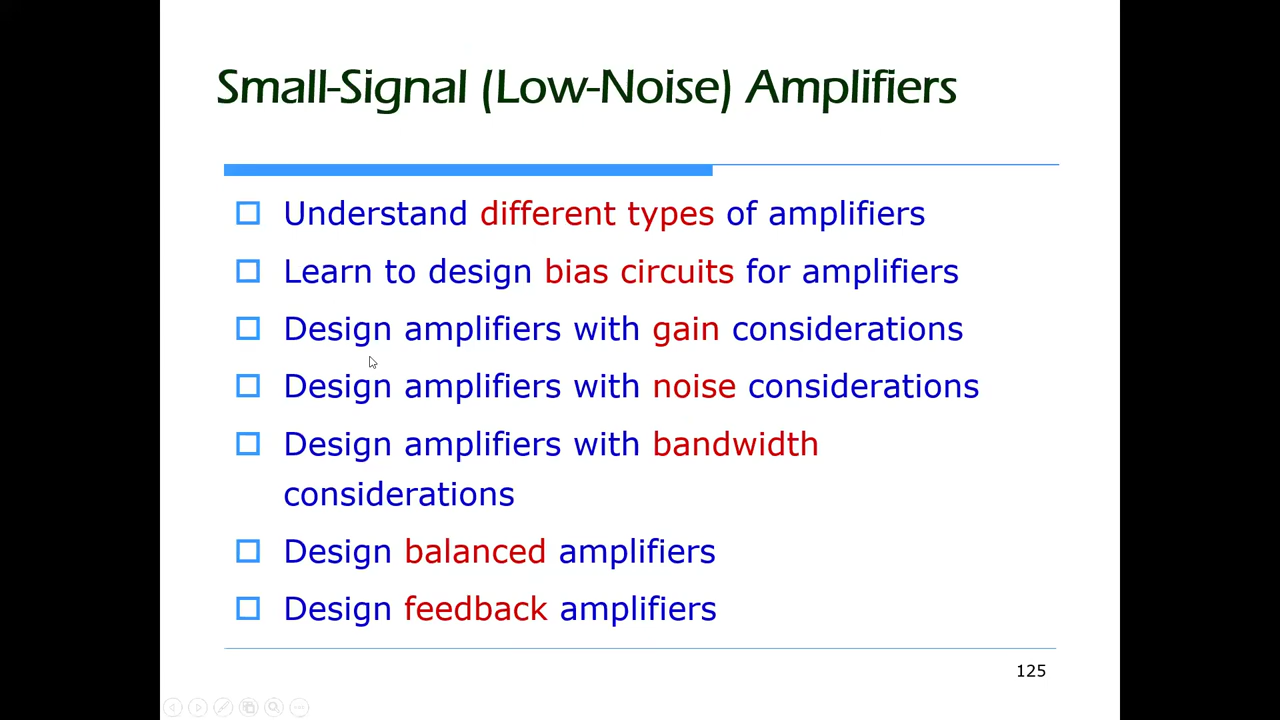 Small-Signal (Low-Noise) Amplifiers
Understand different types of amplifiers
Learn to design bias circuits for amplifiers
Design amplifiers with gain considerations
Design amplifiers with noise considerations
Design amplifiers with bandwidth
considerations
Design balanced amplifiers
Design feedback amplifiers
125